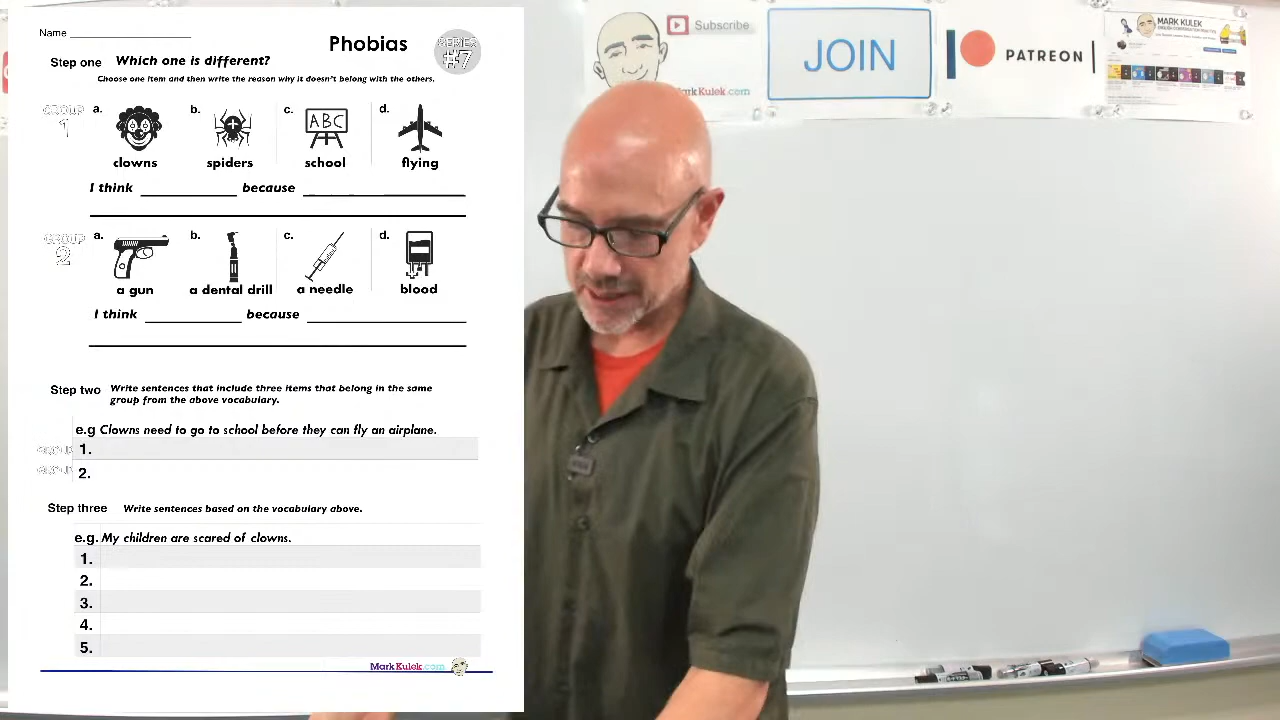 Name
Phobias
#7
Step one Which one is different?
Choose one item and then write the reason why it doesn't belong with the others.
a. b. c. d.
ABC
clowns spiders school flying
I think because
group 2
a. b. c. d.
a gun a dental drill a needle blood
I think because
Step two Write sentences that include three items that belong in the same
group from the above vocabulary.
e.g Clowns need to go to school before they can fly an airplane.
1.
2.
Step three Write sentences based on the vocabulary above.
e.g. My children are scared of clowns.
1.
2.
3.
4.
5.
MarkKulek.com
Subscribe
MarkKulek.com
JOIN
PATREON
MARK KULEK